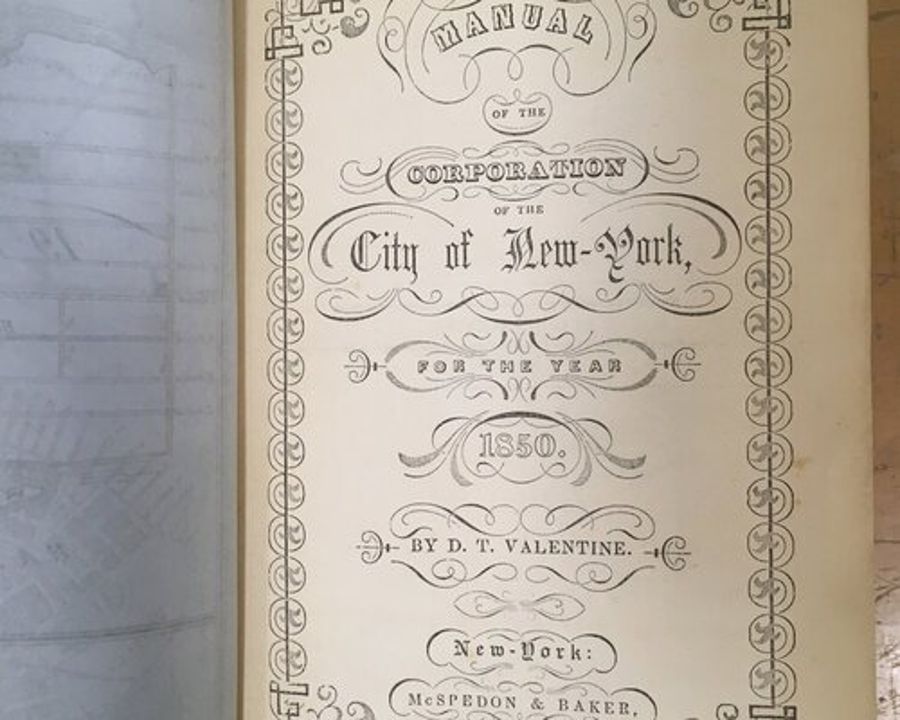 MANUAL
OF THE
CORPORATION
OF THE
City of New-York,
FOR THE YEAR
1850.
BY D. T. VALENTINE.
New-York:
McSPEDON & BAKER,